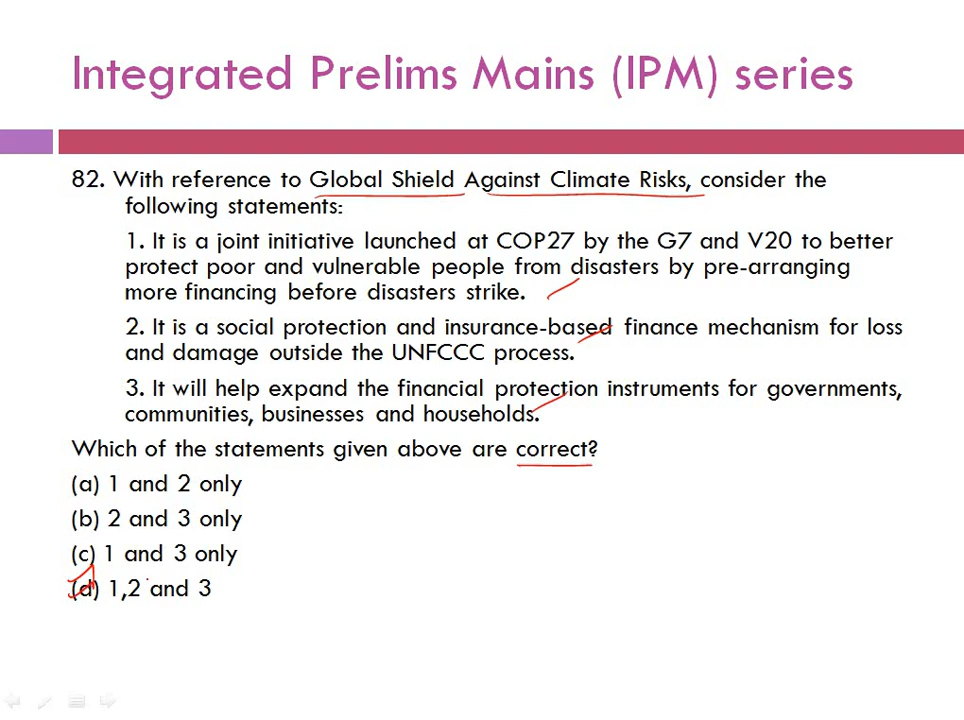 Integrated Prelims Mains (IPM) series
82. With reference to Global Shield Against Climate Risks, consider the
following statements:
1. It is a joint initiative launched at COP27 by the G7 and V20 to better
protect poor and vulnerable people from disasters by pre-arranging
more financing before disasters strike.
2. It is a social protection and insurance-based finance mechanism for loss
and damage outside the UNFCCC process.
3. It will help expand the financial protection instruments for governments,
communities, businesses and households.
Which of the statements given above are correct?
(a) 1 and 2 only
(b) 2 and 3 only
(c) 1 and 3 only
(d) 1,2 and 3